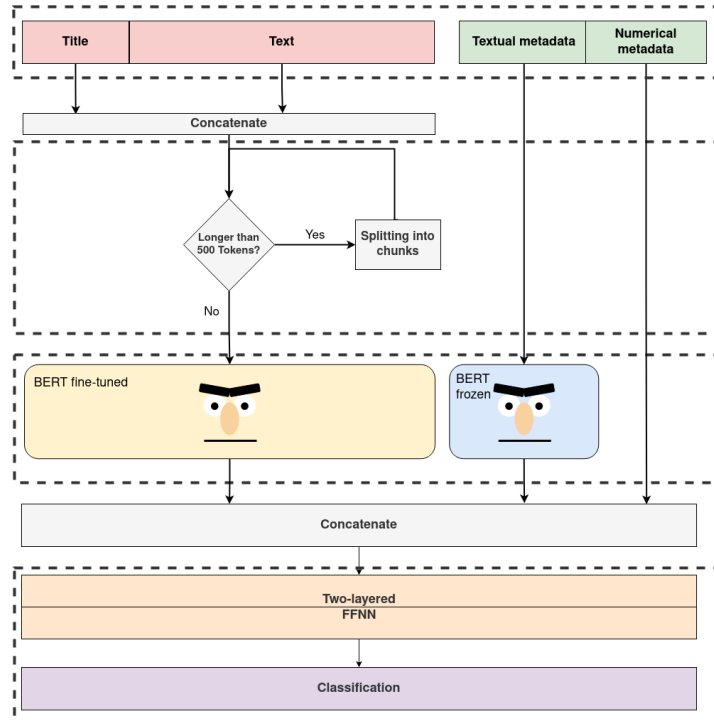 Title
Text
Textual metadata
Numerical
metadata
Concatenate
Longer than
500 Tokens?
Yes
Splitting into
chunks
No
BERT fine-tuned
BERT
frozen
Concatenate
Two-layered
FFNN
Classification